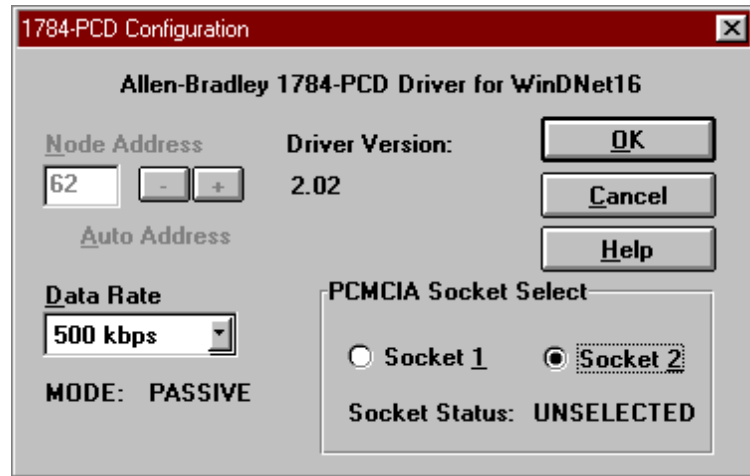 1784-PCD Configuration
Allen-Bradley 1784-PCD Driver for WinDNet16
Node Address
62
-
+
Auto Address
Driver Version:
2.02
OK
Cancel
Help
Data Rate
500 kbps
MODE: PASSIVE
PCMCIA Socket Select
Socket 1
Socket 2
Socket Status: UNSELECTED